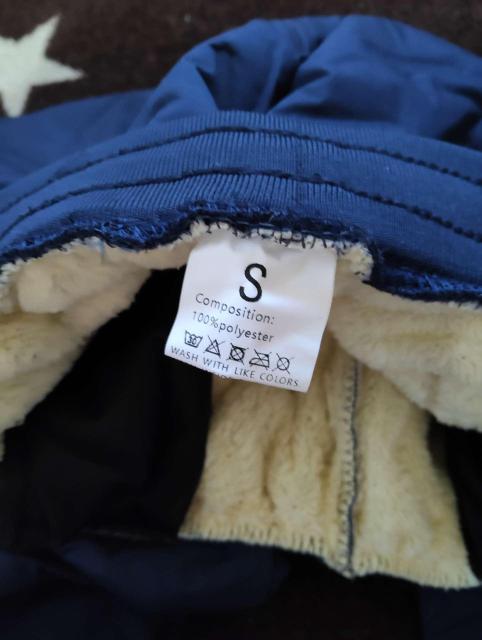 S
Composition:
100%polyester
WASH WITH LIKE COLORS